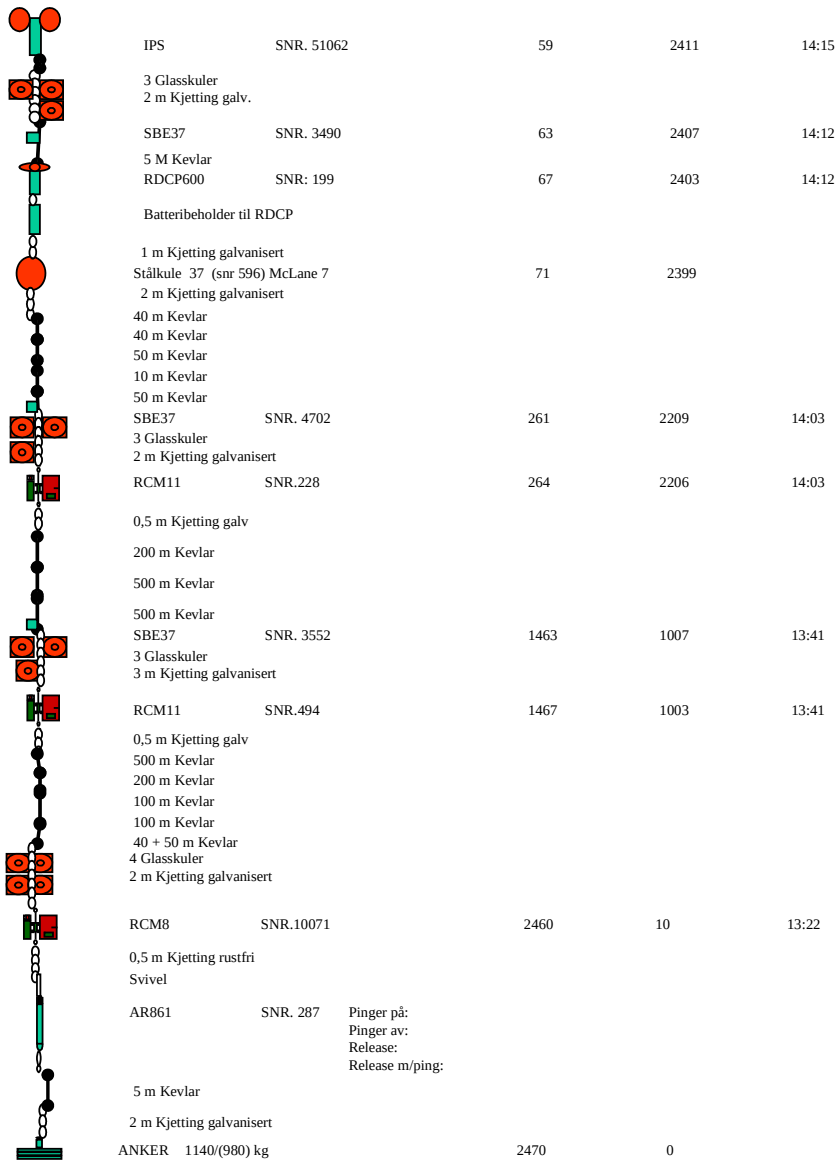 IPS SNR. 51062 59 2411 14:15
3 Glasskuler
2 m Kjetting galv.
SBE37 SNR. 3490 63 2407 14:12
5 M Kevlar
RDCP600 SNR: 199 67 2403 14:12
Batteribeholder til RDCP
1 m Kjetting galvanisert
Stålkule 37 (snr 596) McLane 7 71 2399
2 m Kjetting galvanisert
40 m Kevlar
40 m Kevlar
50 m Kevlar
10 m Kevlar
50 m Kevlar
SBE37 SNR. 4702 261 2209 14:03
3 Glasskuler
2 m Kjetting galvanisert
RCM11 SNR.228 264 2206 14:03
0,5 m Kjetting galv
200 m Kevlar
500 m Kevlar
500 m Kevlar
SBE37 SNR. 3552 1463 1007 13:41
3 Glasskuler
3 m Kjetting galvanisert
RCM11 SNR.494 1467 1003 13:41
0,5 m Kjetting galv
500 m Kevlar
200 m Kevlar
100 m Kevlar
100 m Kevlar
40 + 50 m Kevlar
4 Glasskuler
2 m Kjetting galvanisert
RCM8 SNR.10071 2460 10 13:22
0,5 m Kjetting rustfri
Svivel
AR861 SNR. 287 Pinger på:
Pinger av:
Release:
Release m/ping:
5 m Kevlar
2 m Kjetting galvanisert
ANKER 1140/(980) kg 2470 0